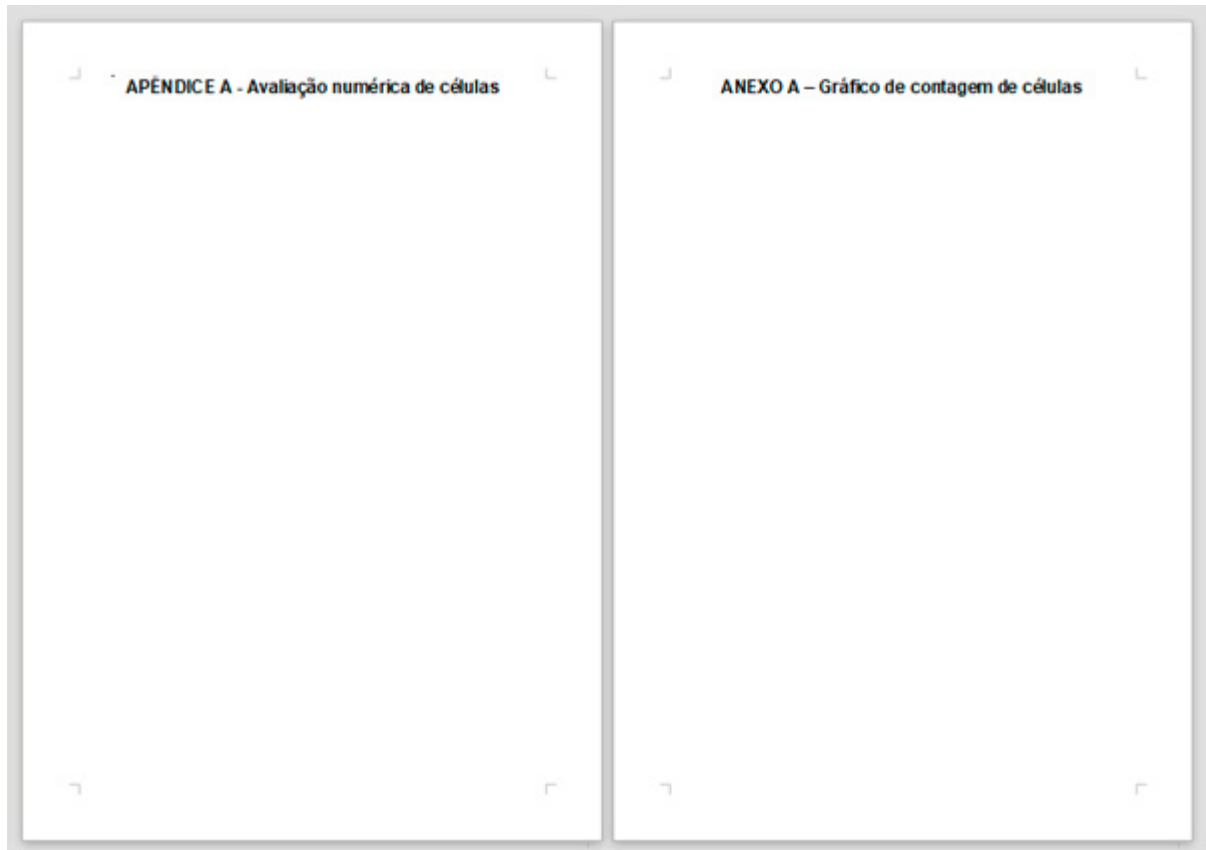 APÊNDICE A - Avaliação numérica de células
ANEXO A – Gráfico de contagem de células